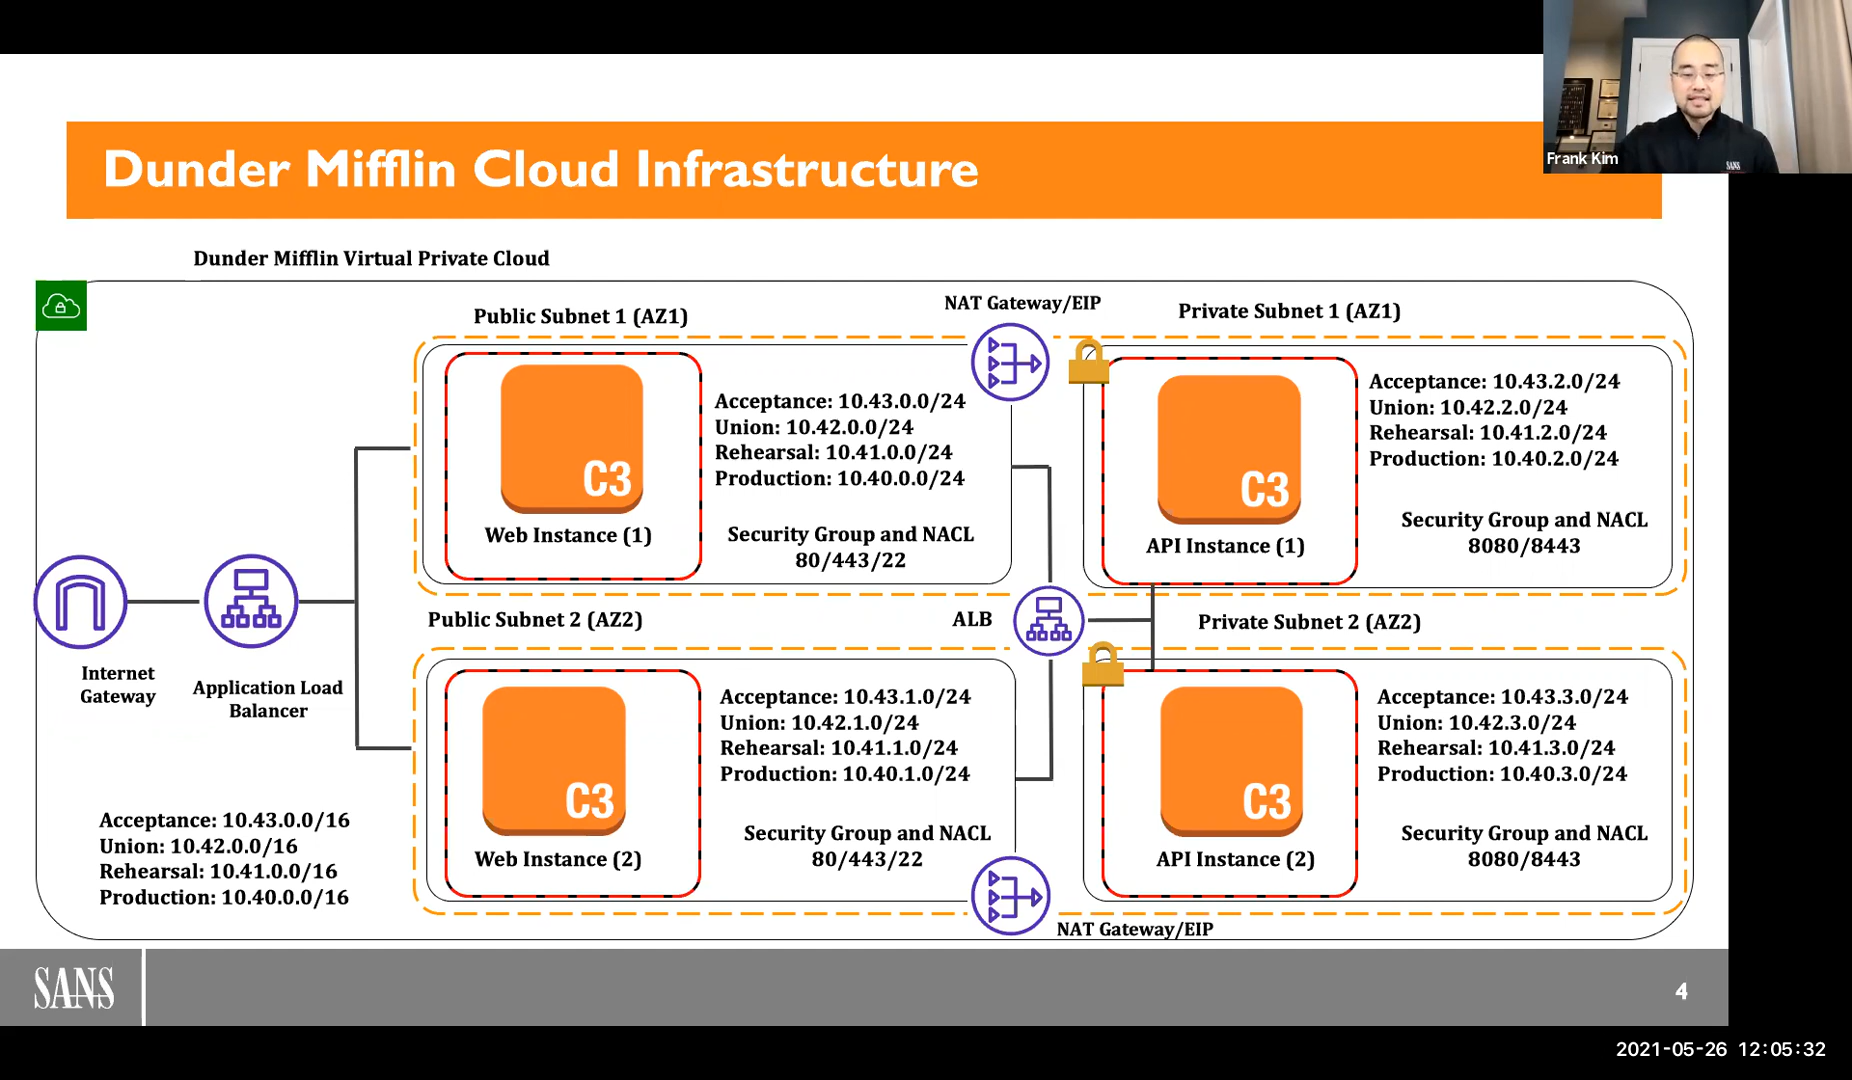 Frank Kim
SANS
Dunder Mifflin Cloud Infrastructure
Dunder Mifflin Virtual Private Cloud
Public Subnet 1 (AZ1)
NAT Gateway/EIP
Private Subnet 1 (AZ1)
C3
Web Instance (1)
Acceptance: 10.43.0.0/24
Union: 10.42.0.0/24
Rehearsal: 10.41.0.0/24
Production: 10.40.0.0/24
Security Group and NACL
80/443/22
C3
API Instance (1)
Acceptance: 10.43.2.0/24
Union: 10.42.2.0/24
Rehearsal: 10.41.2.0/24
Production: 10.40.2.0/24
Security Group and NACL
8080/8443
Internet
Gateway
Application Load
Balancer
Public Subnet 2 (AZ2)
ALB
Private Subnet 2 (AZ2)
C3
Web Instance (2)
Acceptance: 10.43.1.0/24
Union: 10.42.1.0/24
Rehearsal: 10.41.1.0/24
Production: 10.40.1.0/24
Security Group and NACL
80/443/22
C3
API Instance (2)
Acceptance: 10.43.3.0/24
Union: 10.42.3.0/24
Rehearsal: 10.41.3.0/24
Production: 10.40.3.0/24
Security Group and NACL
8080/8443
Acceptance: 10.43.0.0/16
Union: 10.42.0.0/16
Rehearsal: 10.41.0.0/16
Production: 10.40.0.0/16
NAT Gateway/EIP
SANS
4
2021-05-26 12:05:32